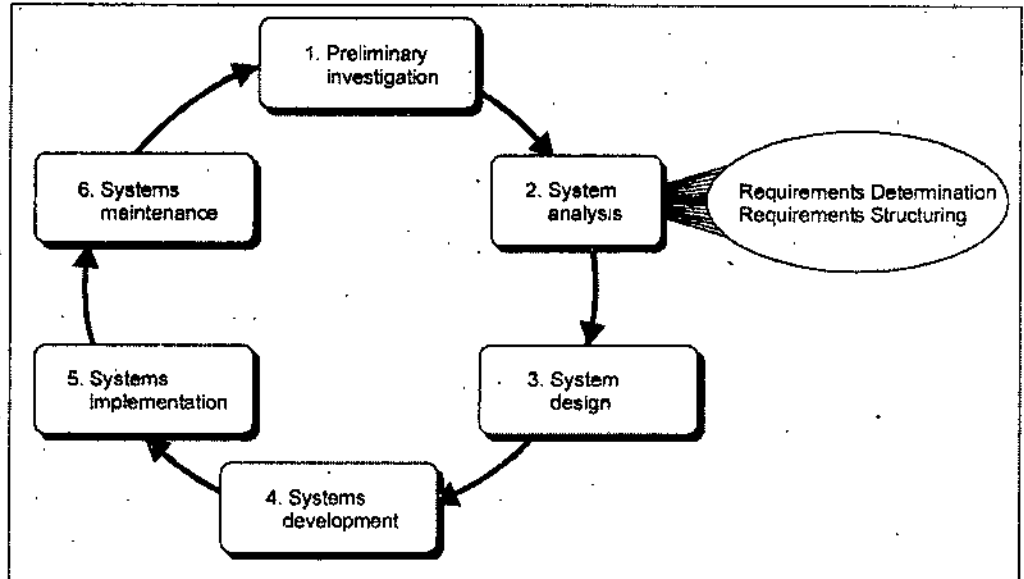 1. Preliminary
investigation
2. System
analysis
Requirements Determination
Requirements Structuring
3. System
design
4. Systems
development
5. Systems
implementation
6. Systems
maintenance